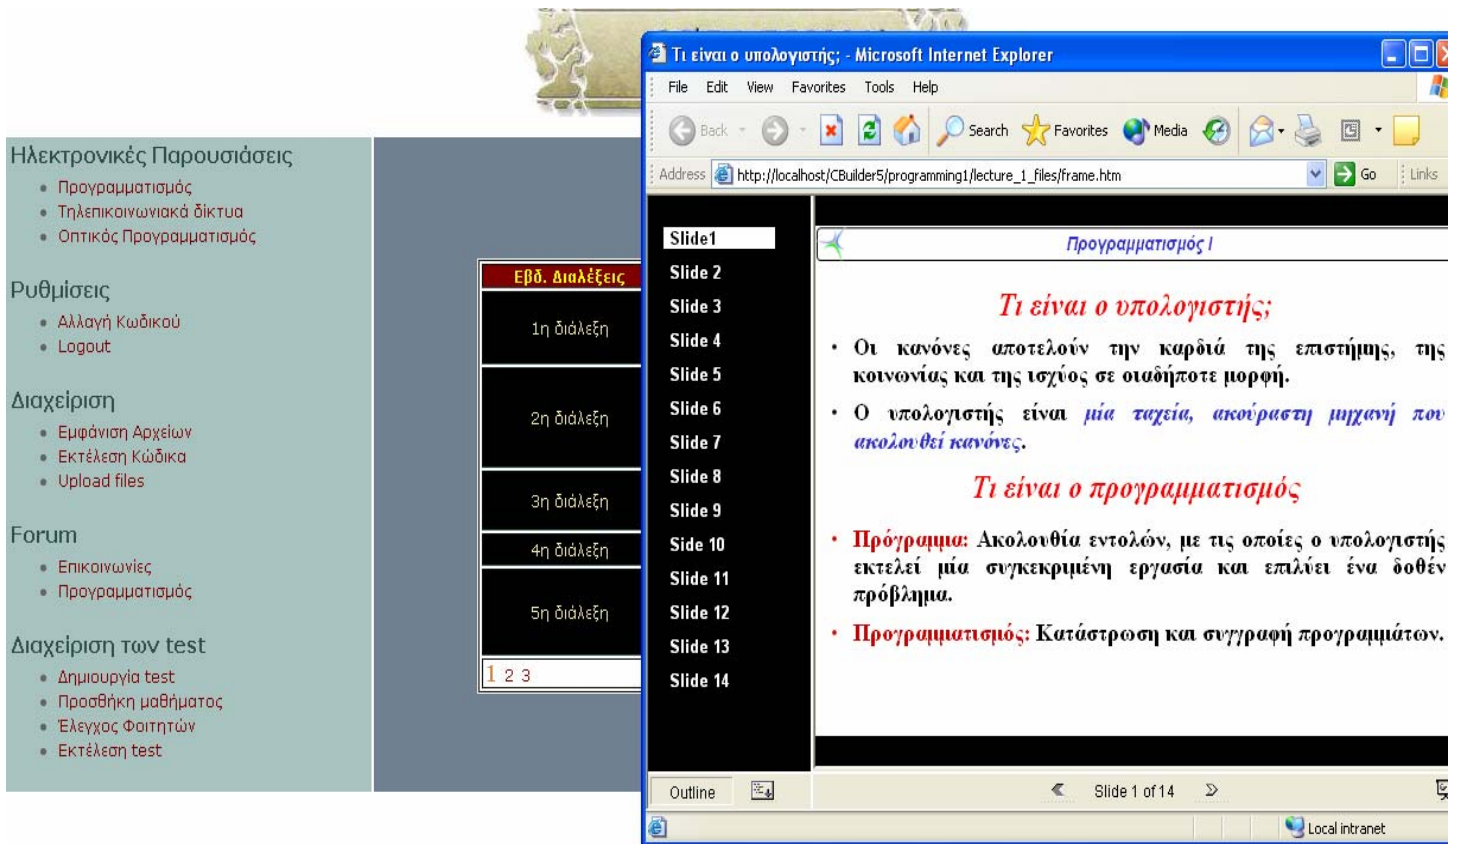 Τι είναι ο υπολογιστής; - Microsoft Internet Explorer
File Edit View Favorites Tools Help
Back Search Favorites Media
Address http://localhost/CBuilder5/programming1/lecture_1_files/frame.htm Go Links
Ηλεκτρονικές Παρουσιάσεις
Προγραμματισμός
Τηλεπικοινωνιακά δίκτυα
Οπτικός Προγραμματισμός
Ρυθμίσεις
Αλλαγή Κωδικού
Logout
Διαχείριση
Εμφάνιση Αρχείων
Εκτέλεση Κώδικα
Upload files
Forum
Επικοινωνίες
Προγραμματισμός
Διαχείριση των test
Δημιουργία test
Προσθήκη μαθήματος
Έλεγχος Φοιτητών
Εκτέλεση test
Εβδ. Διαλέξεις
1η διάλεξη
2η διάλεξη
3η διάλεξη
4η διάλεξη
5η διάλεξη
1 2 3
Slide1
Slide 2
Slide 3
Slide 4
Slide 5
Slide 6
Slide 7
Slide 8
Slide 9
Side 10
Slide 11
Slide 12
Slide 13
Slide 14
Προγραμματισμός Ι
Τι είναι ο υπολογιστής;
• Οι κανόνες αποτελούν την καρδιά της επιστήμης, της
κοινωνίας και της ισχύος σε οιαδήποτε μορφή.
• Ο υπολογιστής είναι μία ταχεία, ακούραστη μηχανή που
ακολουθεί κανόνες.
Τι είναι ο προγραμματισμός
• Πρόγραμμα: Ακολουθία εντολών, με τις οποίες ο υπολογιστής
εκτελεί μία συγκεκριμένη εργασία και επιλύει ένα δοθέν
πρόβλημα.
• Προγραμματισμός: Κατάστρωση και συγγραφή προγραμμάτων.
Outline Slide 1 of 14
Local intranet